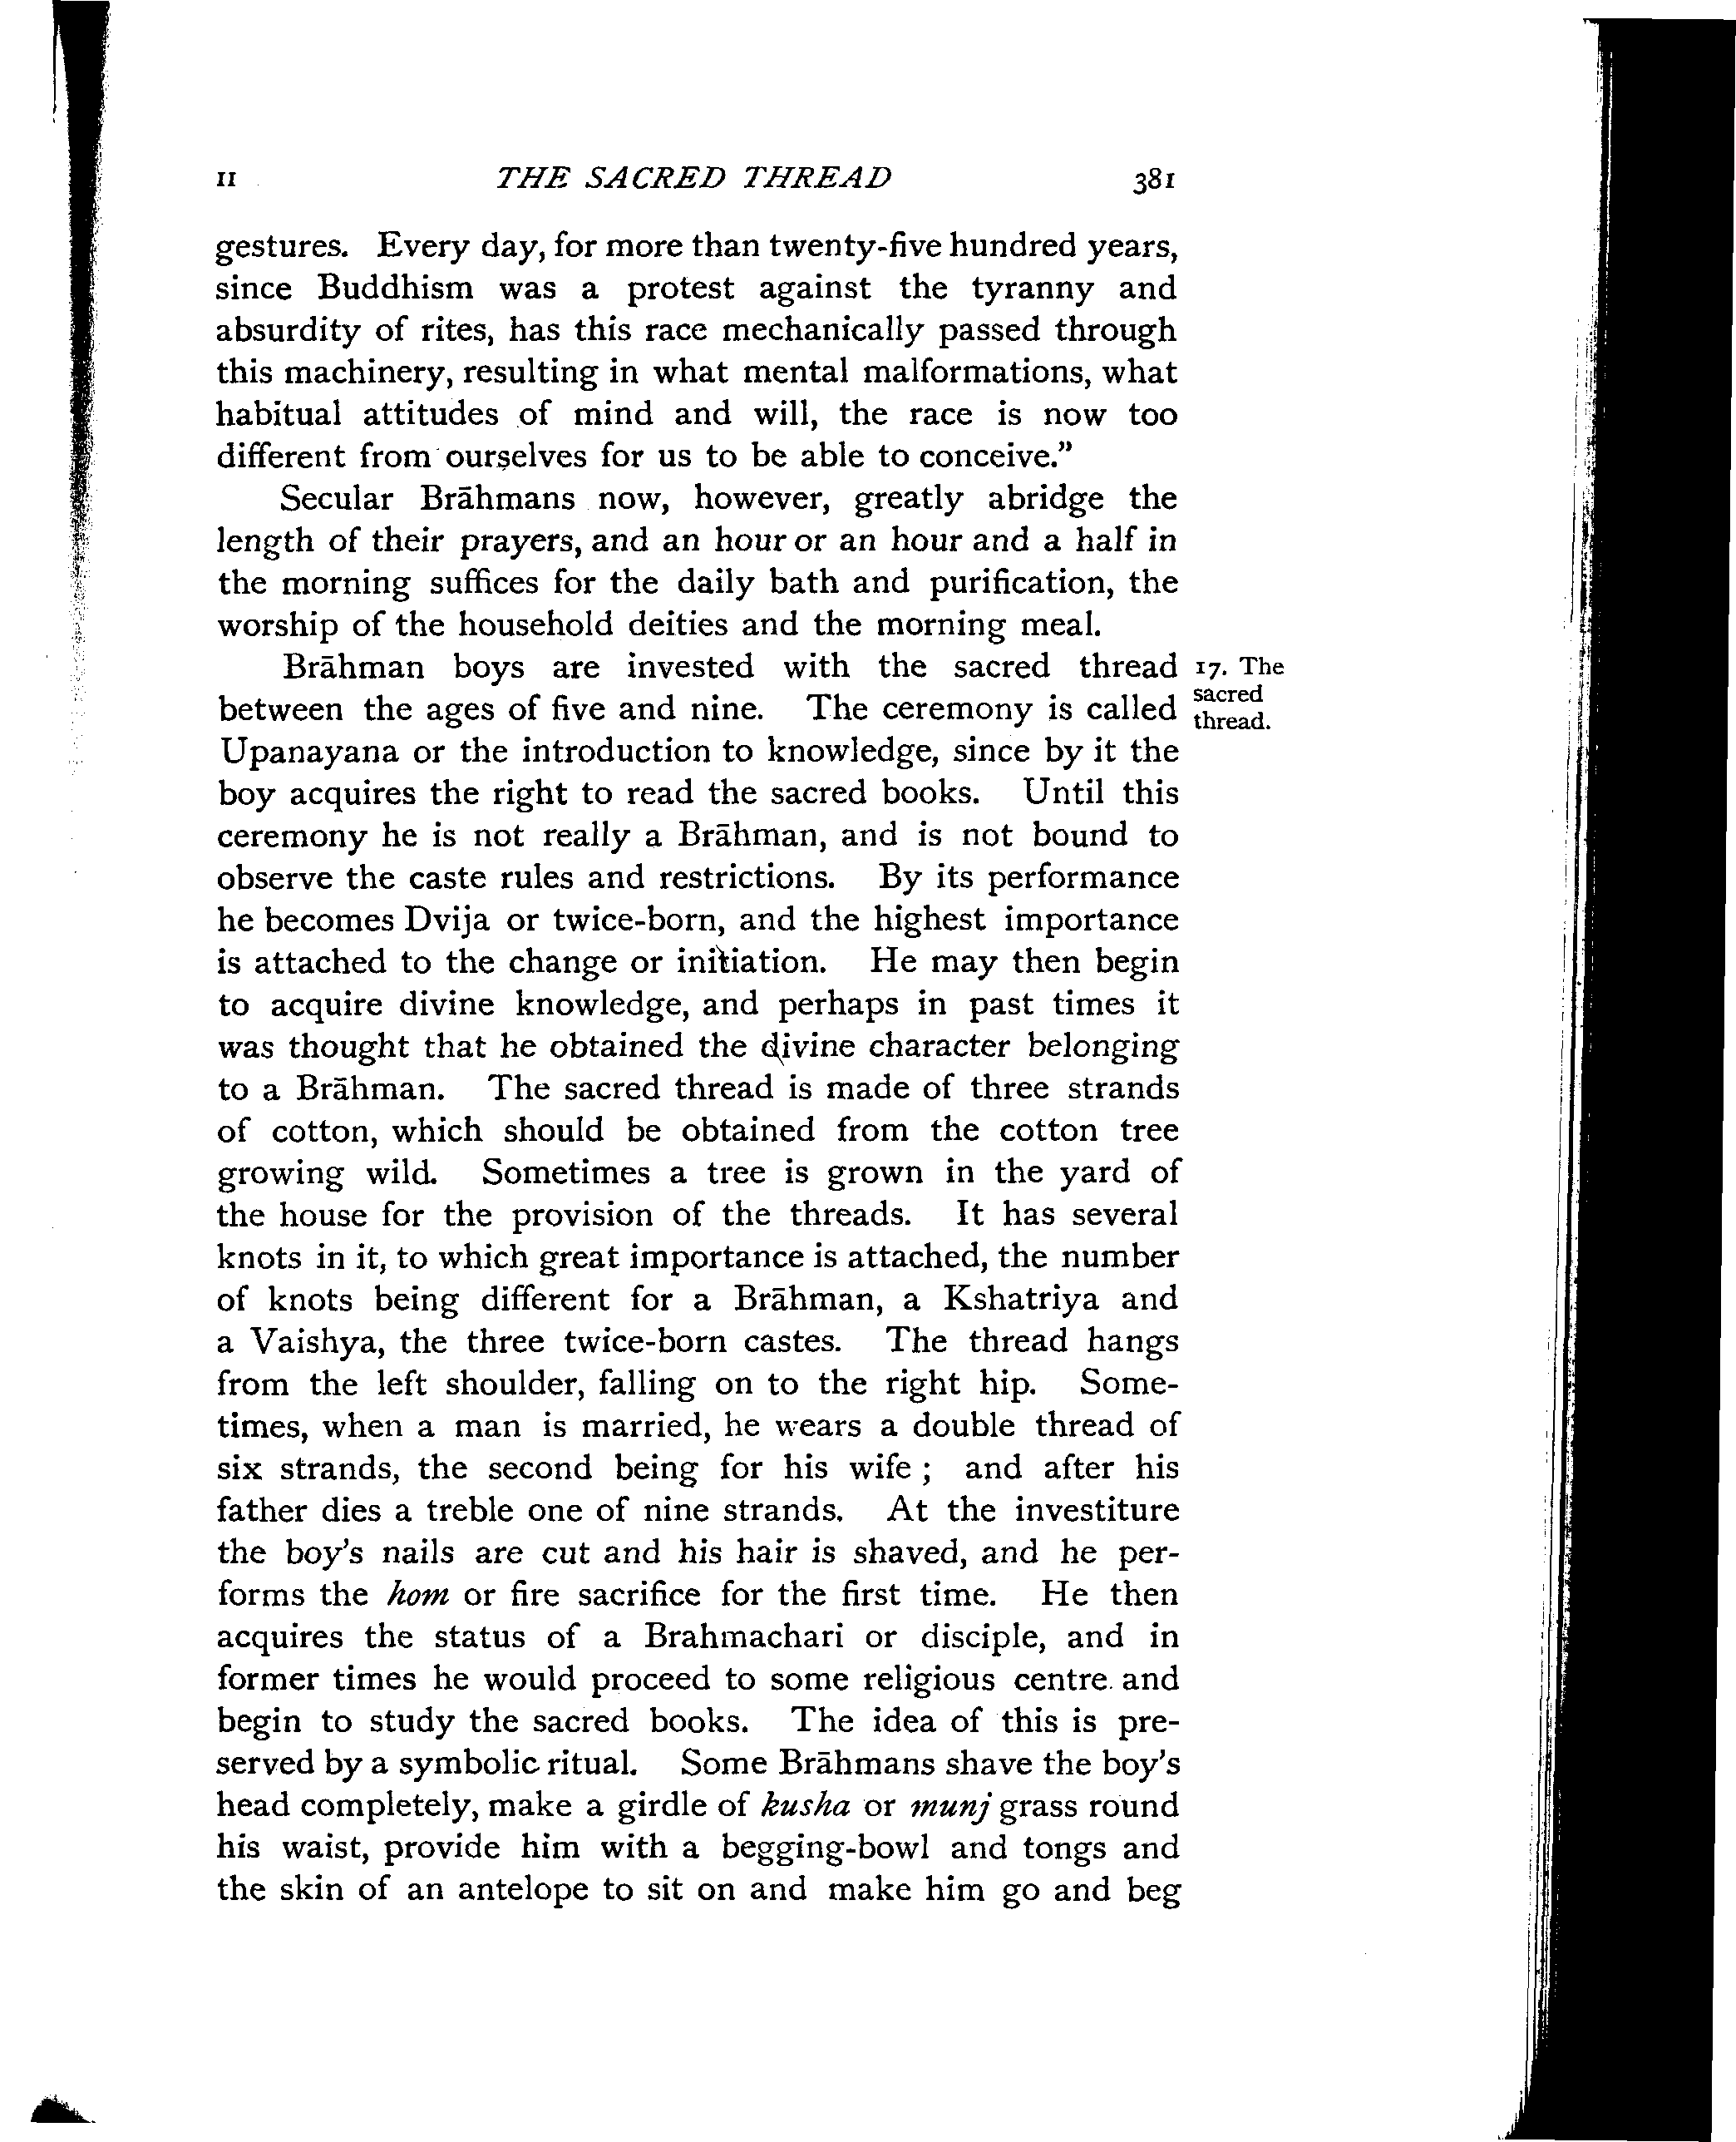 II THE SACRED THREAD 381
gestures. Every day, for more than twenty-five hundred years,
since Buddhism was a protest against the tyranny and
absurdity of rites, has this race mechanically passed through
this machinery, resulting in what mental malformations, what
habitual attitudes of mind and will, the race is now too
different from ourselves for us to be able to conceive."
Secular Brāhmans now, however, greatly abridge the
length of their prayers, and an hour or an hour and a half in
the morning suffices for the daily bath and purification, the
worship of the household deities and the morning meal.
Brāhman boys are invested with the sacred thread
17. The
sacred
thread.
between the ages of five and nine. The ceremony is called
Upanayana or the introduction to knowledge, since by it the
boy acquires the right to read the sacred books. Until this
ceremony he is not really a Brāhman, and is not bound to
observe the caste rules and restrictions. By its performance
he becomes Dvija or twice-born, and the highest importance
is attached to the change or initiation. He may then begin
to acquire divine knowledge, and perhaps in past times it
was thought that he obtained the divine character belonging
to a Brāhman. The sacred thread is made of three strands
of cotton, which should be obtained from the cotton tree
growing wild. Sometimes a tree is grown in the yard of
the house for the provision of the threads. It has several
knots in it, to which great importance is attached, the number
of knots being different for a Brāhman, a Kshatriya and
a Vaishya, the three twice-born castes. The thread hangs
from the left shoulder, falling on to the right hip. Some-
times, when a man is married, he wears a double thread of
six strands, the second being for his wife ; and after his
father dies a treble one of nine strands. At the investiture
the boy's nails are cut and his hair is shaved, and he per-
forms the hom or fire sacrifice for the first time. He then
acquires the status of a Brahmachari or disciple, and in
former times he would proceed to some religious centre and
begin to study the sacred books. The idea of this is pre-
served by a symbolic ritual. Some Brāhmans shave the boy's
head completely, make a girdle of kusha or munj grass round
his waist, provide him with a begging-bowl and tongs and
the skin of an antelope to sit on and make him go and beg